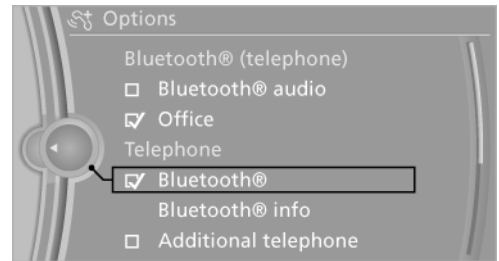 Options
Bluetooth® (telephone)
Bluetooth® audio
Office
Telephone
Bluetooth®
Bluetooth® info
Additional telephone